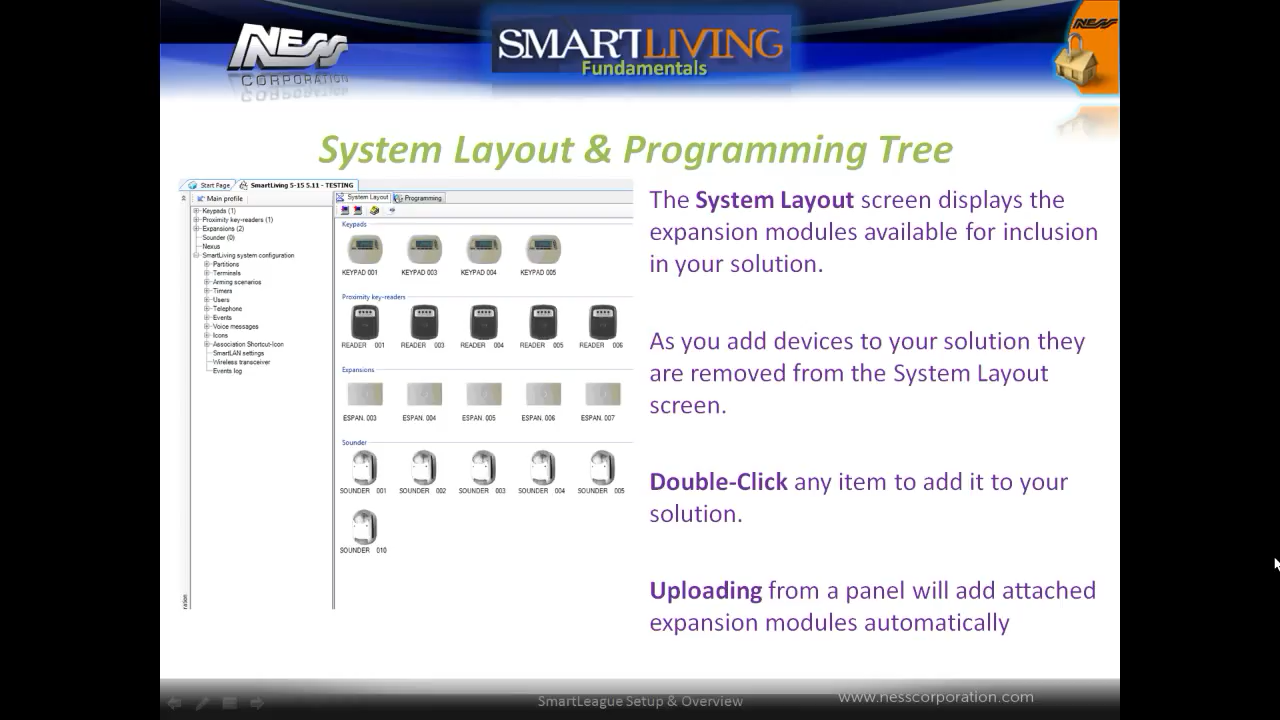 NESS
CORPORATION
SMARTLIVING
Fundamentals
NESS
System Layout & Programming Tree
Start Page
SmartLiving 5-15 5.11 - TESTING
Main profile
Keypads (1)
Proximity key-readers (1)
Expansions (2)
Sounder (0)
Nexus
SmartLiving system configuration
Partitions
Terminals
Arming scenarios
Timers
Users
Telephone
Events
Voice messages
Icons
Association Shortcut-Icon
SmartLAN settings
Wireless transceiver
Events log
System Layout
Programming
Keypads
KEYPAD 001 KEYPAD 003 KEYPAD 004 KEYPAD 005
Proximity key-readers
READER 001 READER 003 READER 004 READER 005 READER 006
Expansions
ESPAN. 003 ESPAN. 004 ESPAN. 005 ESPAN. 006 ESPAN. 007
Sounder
SOUNDER 001 SOUNDER 002 SOUNDER 003 SOUNDER 004 SOUNDER 005
SOUNDER 010
The System Layout screen displays the
expansion modules available for inclusion
in your solution.
As you add devices to your solution they
are removed from the System Layout
screen.
Double-Click any item to add it to your
solution.
Uploading from a panel will add attached
expansion modules automatically
SmartLeague Setup & Overview
www.nesscorporation.com